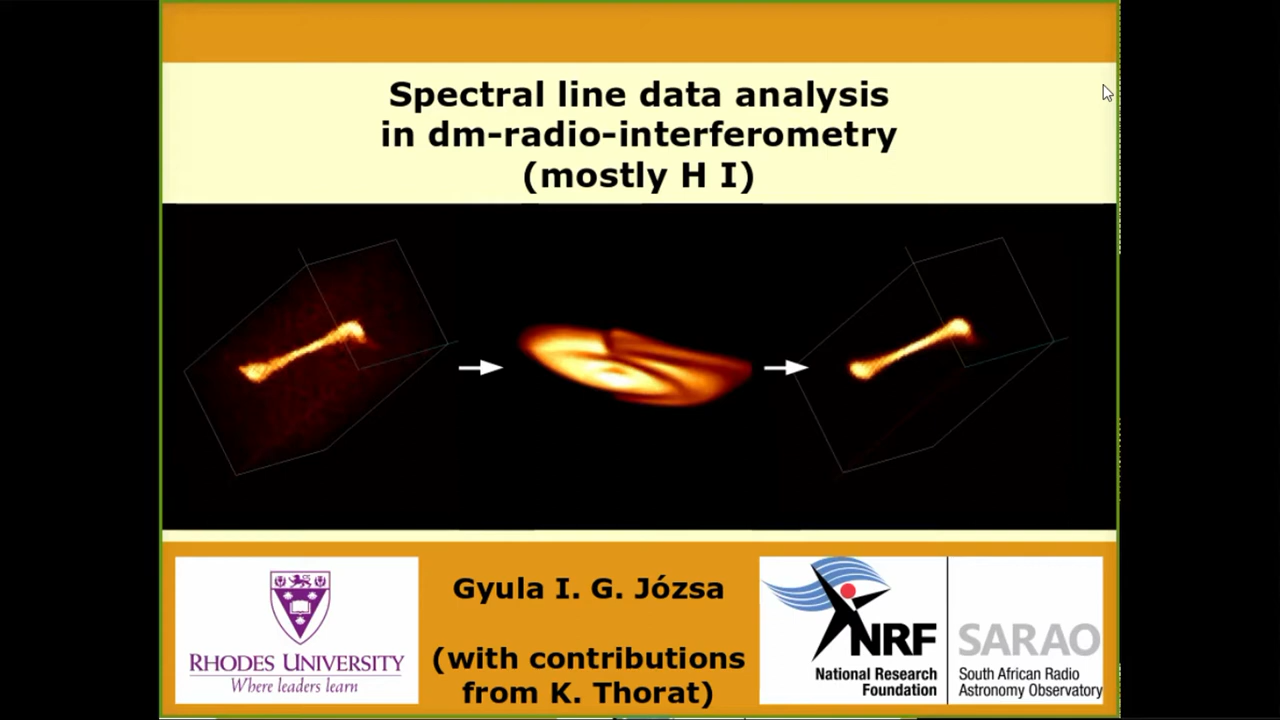 Spectral line data analysis
in dm-radio-interferometry
(mostly H I)
Gyula I. G. Józsa
(with contributions
from K. Thorat)
RHODES UNIVERSITY
Where leaders learn
NRF
National Research
Foundation
SARAO
South African Radio
Astronomy Observatory